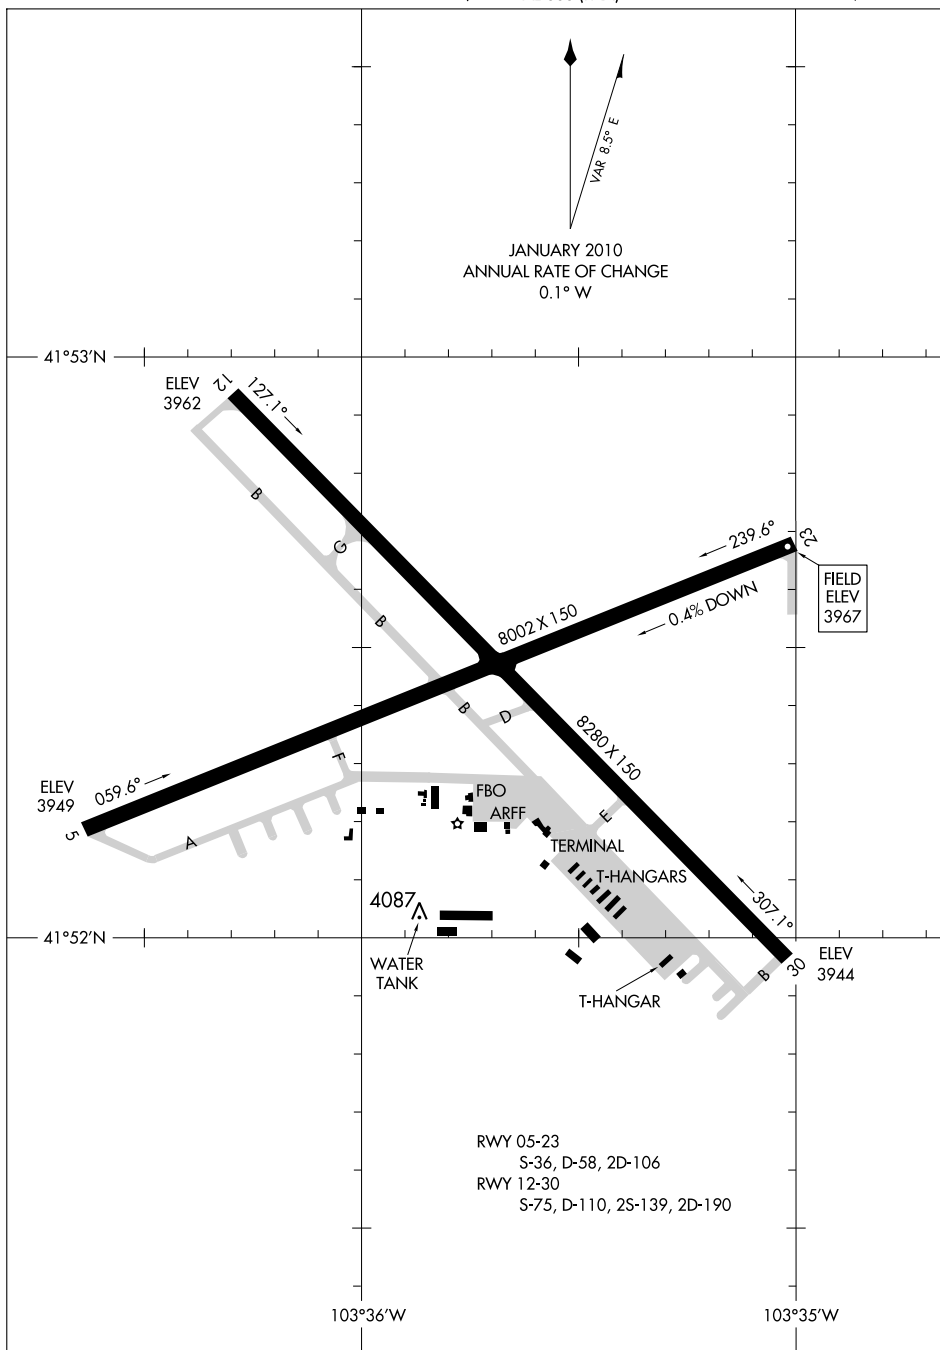 VAR 8.5° E
JANUARY 2010
ANNUAL RATE OF CHANGE
0.1° W
41°53'N
ELEV
3962
12
127.1°
B
G
B
239.6°
23
FIELD
ELEV
3967
0.4% DOWN
8002 X 150
B
D
8280 X 150
F
ELEV
3949
059.6°
5
A
FBO
ARFF
E
TERMINAL
T-HANGARS
4087
307.1°
41°52'N
WATER
TANK
B
30
ELEV
3944
T-HANGAR
RWY 05-23
S-36, D-58, 2D-106
RWY 12-30
S-75, D-110, 2S-139, 2D-190
103°36'W
103°35'W